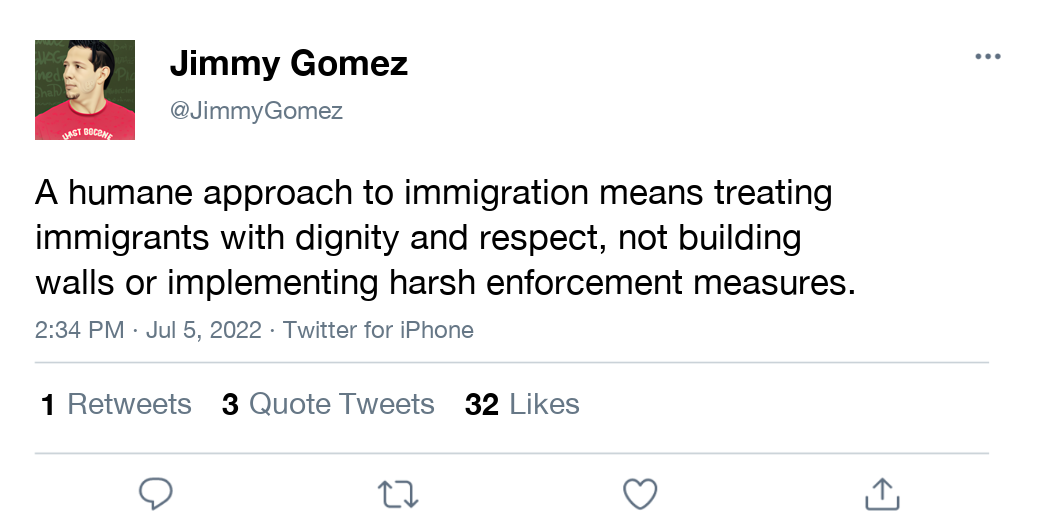 Jimmy Gomez
@JimmyGomez
A humane approach to immigration means treating
immigrants with dignity and respect, not building
walls or implementing harsh enforcement measures.
2:34 PM · Jul 5, 2022 · Twitter for iPhone
1 Retweets 3 Quote Tweets 32 Likes